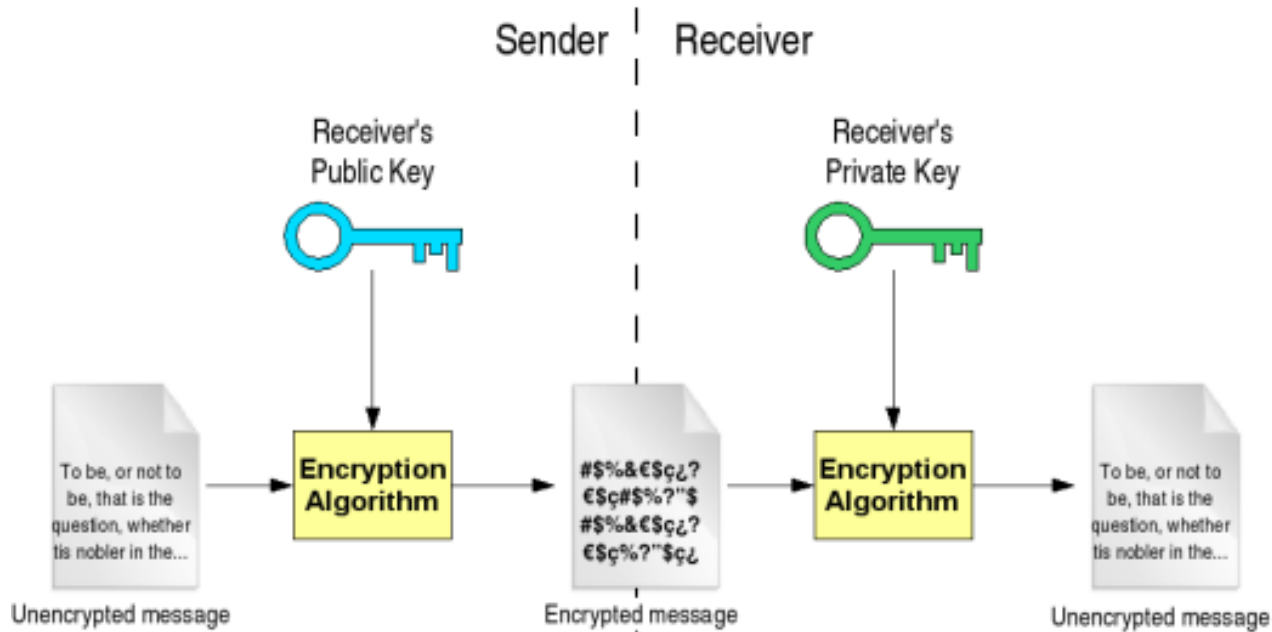 Sender
Receiver
Receiver's
Public Key
Receiver's
Private Key
To be, or not to
be, that is the
question, whether
tis nobler in the...
Unencrypted message
Encryption
Algorithm
#$%&€$ç¿?
€$ç#$%?"$
#$%&€$ç¿?
€$ç%?"$ç¿
Encrypted message
Encryption
Algorithm
To be, or not to
be, that is the
question, whether
tis nobler in the...
Unencrypted message